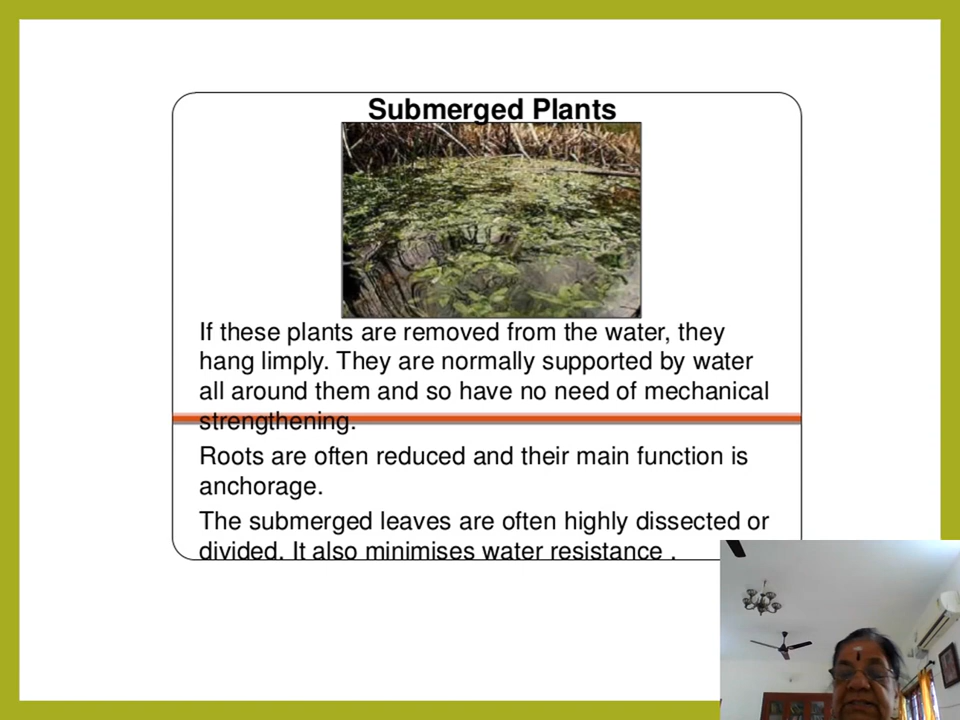 Submerged Plants
If these plants are removed from the water, they
hang limply. They are normally supported by water
all around them and so have no need of mechanical
strengthening.
Roots are often reduced and their main function is
anchorage.
The submerged leaves are often highly dissected or
divided. It also minimises water resistance .